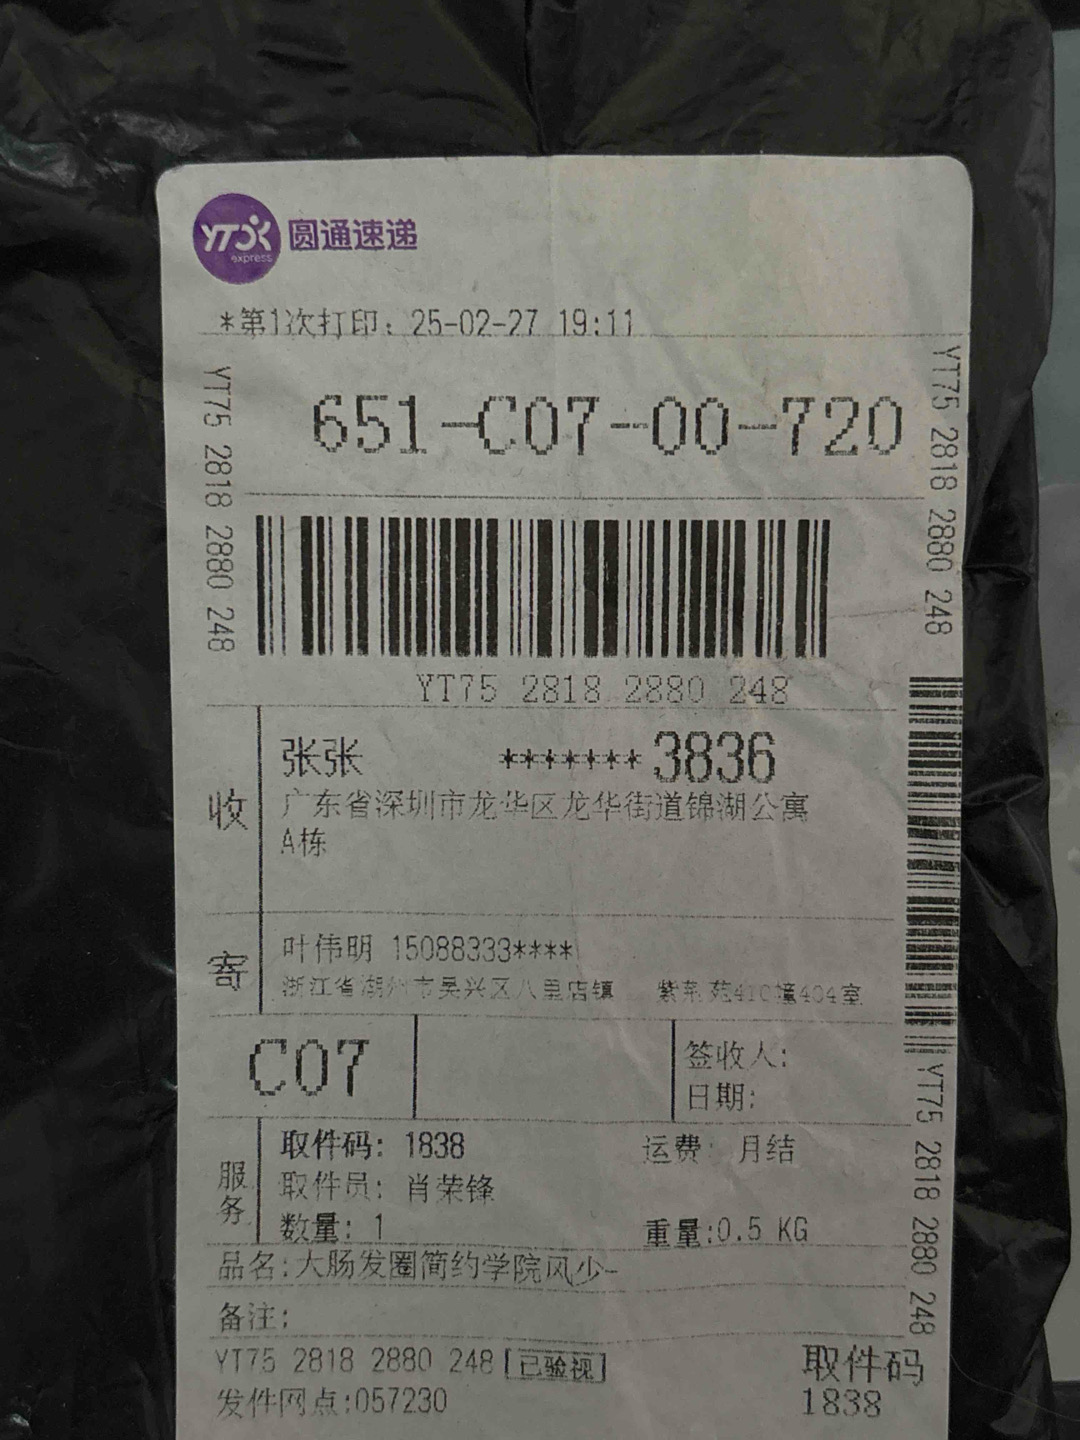 YTO express 圆通速递
*第1次打印: 25-02-27 19:11
651-C07-00-720
YT75 2818 2880 248
YT75 2818 2880 248
YT75 2818 2880 248
收
张张 *******3836
广东省深圳市龙华区龙华街道锦湖公寓
A栋
寄
叶伟明 15088333****
浙江省湖州市吴兴区八里店镇 紫苑410幢404室
C07
签收人:
日期:
服务
取件码: 1838 运费: 月结
取件员: 肖荣锋
数量: 1 重量:0.5 KG
品名:大肠发圈简约学院风少-
备注:
YT75 2818 2880 248
YT75 2818 2880 248 [已验视]
发件网点:057230
取件码
1838